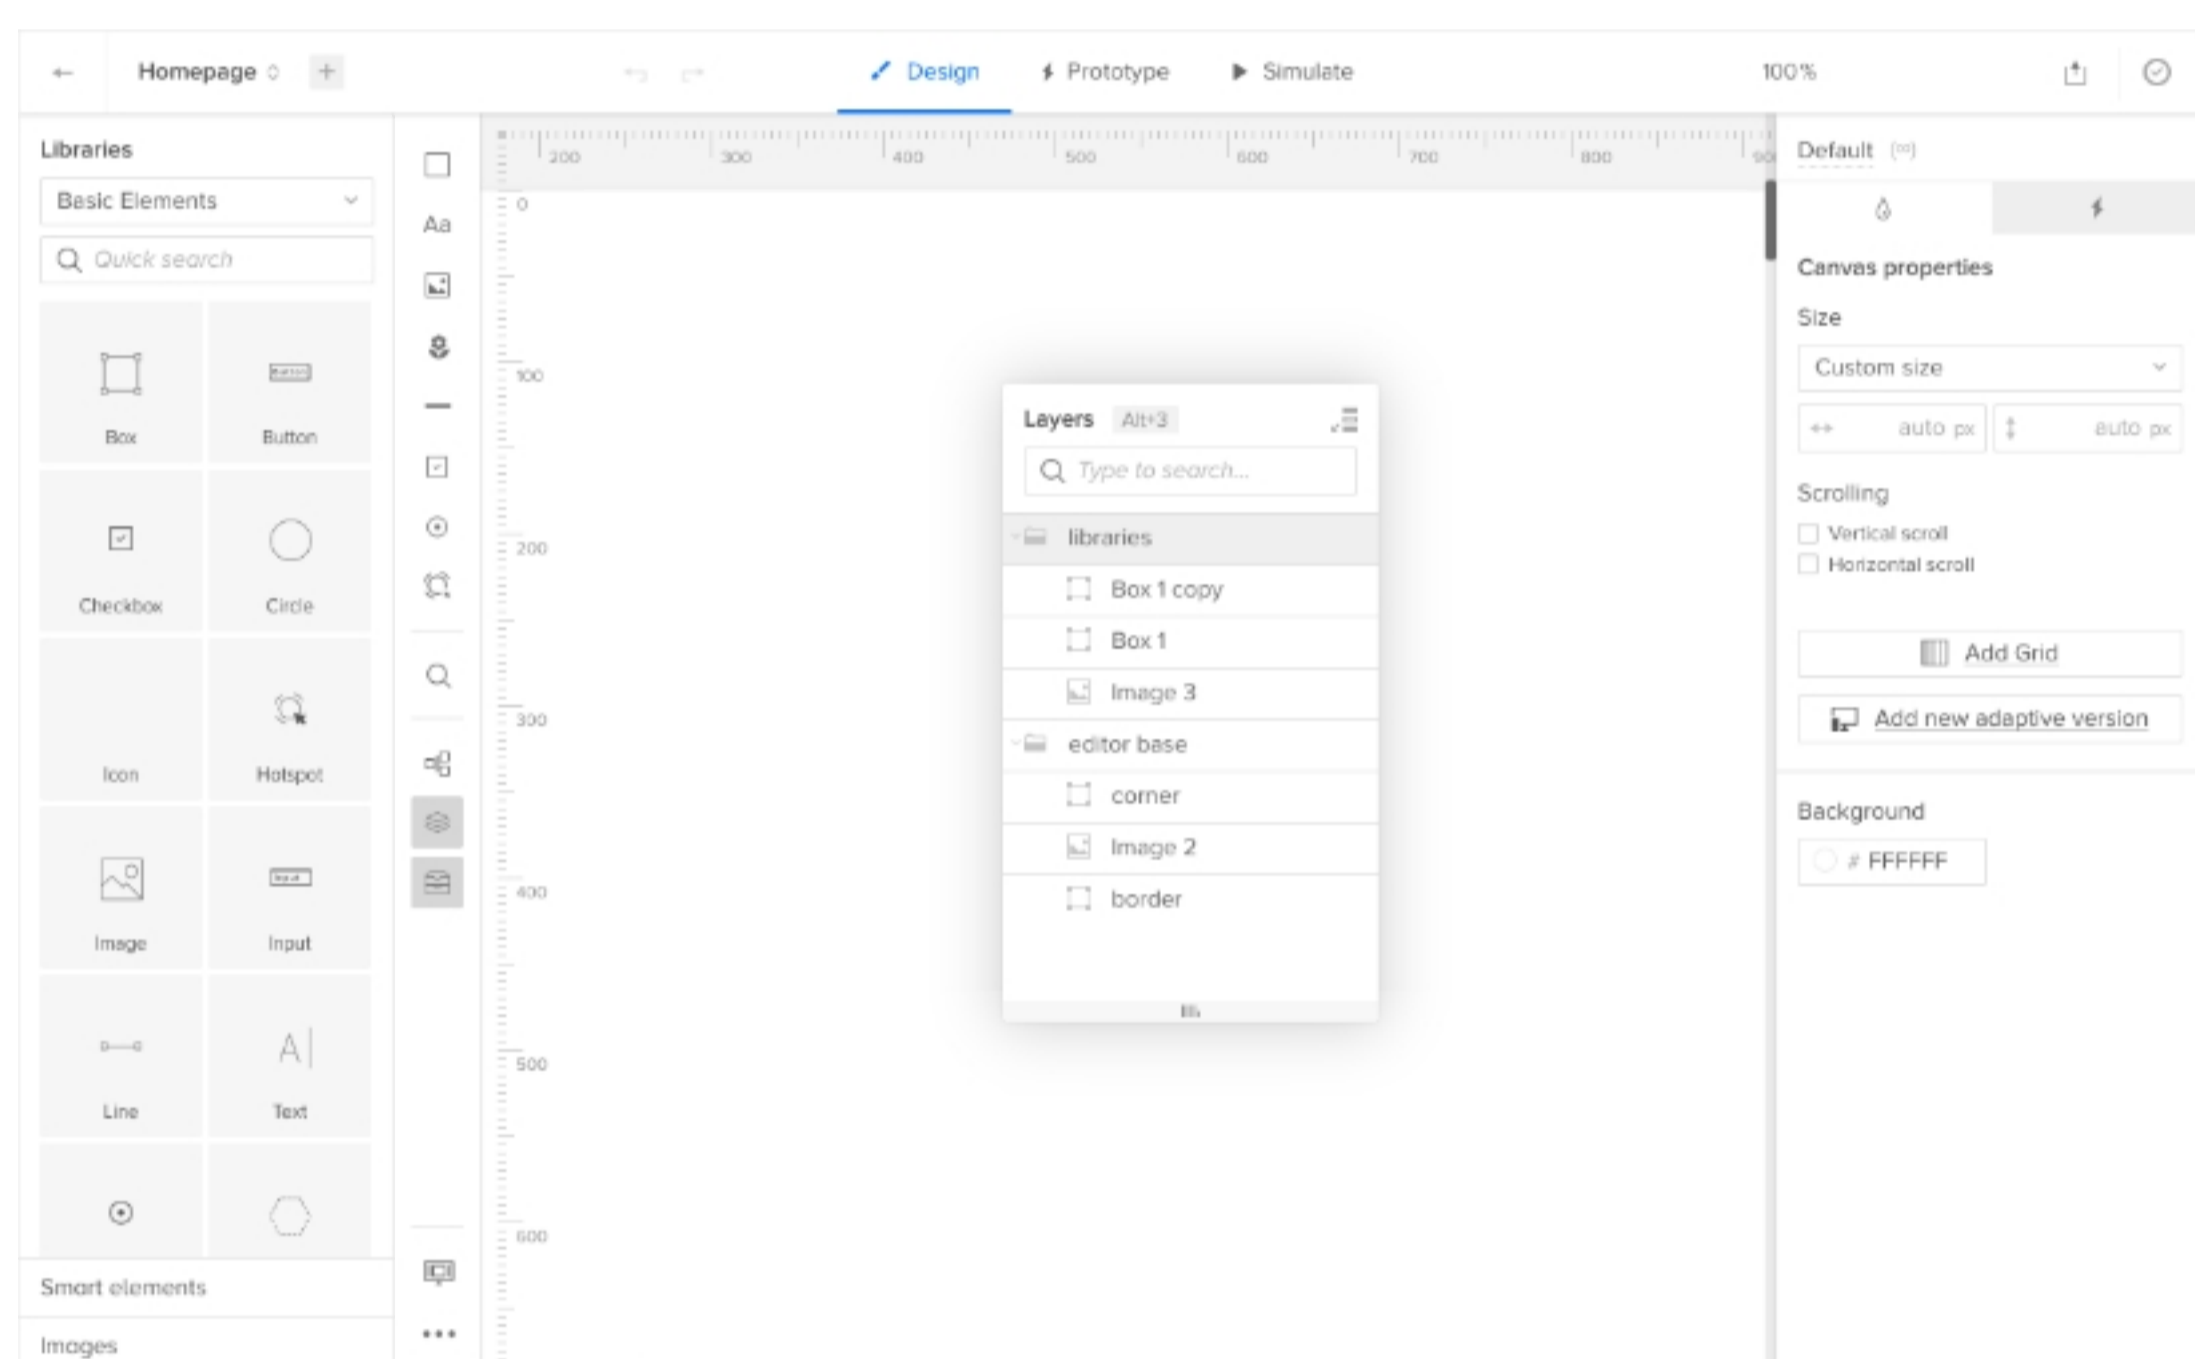 Homepage
Design
Prototype
Simulate
100%
Libraries
Basic Elements
Quick search
Box
Button
Checkbox
Circle
Icon
Hotspot
Image
Input
Line
Text
Smart elements
Images
Aa
200 300 400 500 600 700 800
0
100
200
300
400
500
600
Layers Alt+3
Type to search...
libraries
Box 1 copy
Box 1
Image 3
editor base
corner
Image 2
border
Default (∞)
Canvas properties
Size
Custom size
auto px auto px
Scrolling
Vertical scroll
Horizontal scroll
Add Grid
Add new adaptive version
Background
# FFFFFF